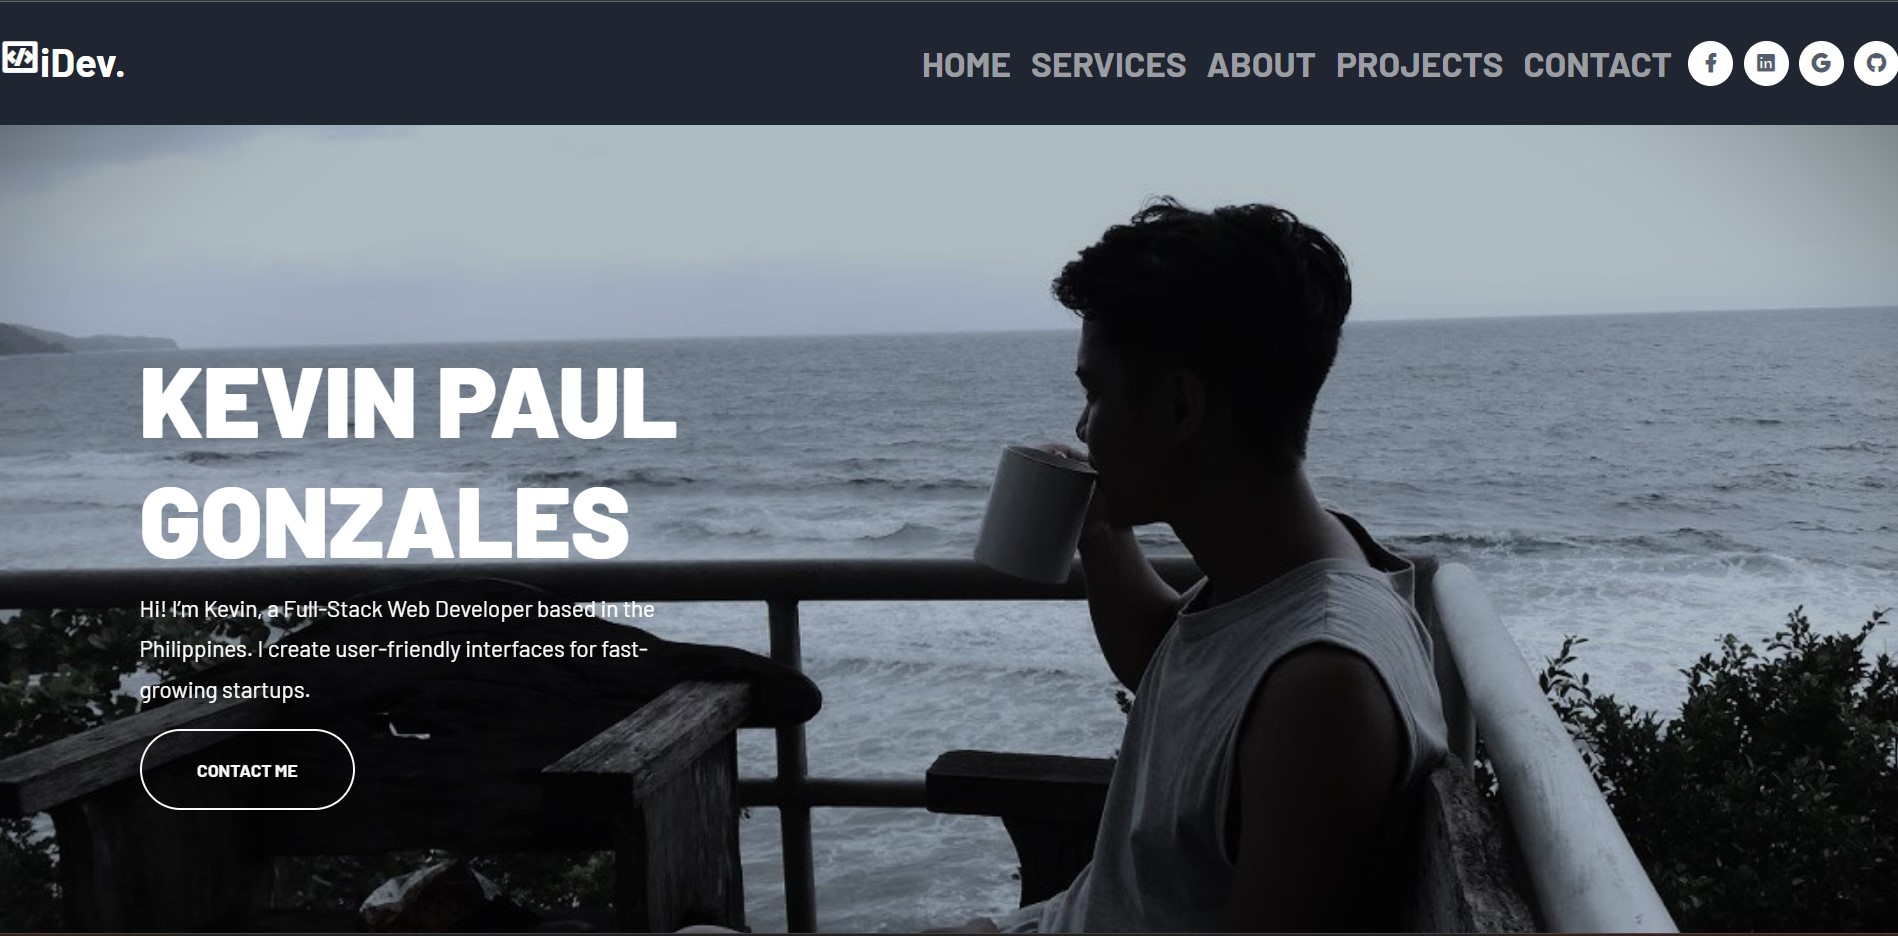 iDev.
HOME SERVICES ABOUT PROJECTS CONTACT
KEVIN PAUL
GONZALES
Hi! I'm Kevin, a Full-Stack Web Developer based in the
Philippines. I create user-friendly interfaces for fast-
growing startups.
CONTACT ME